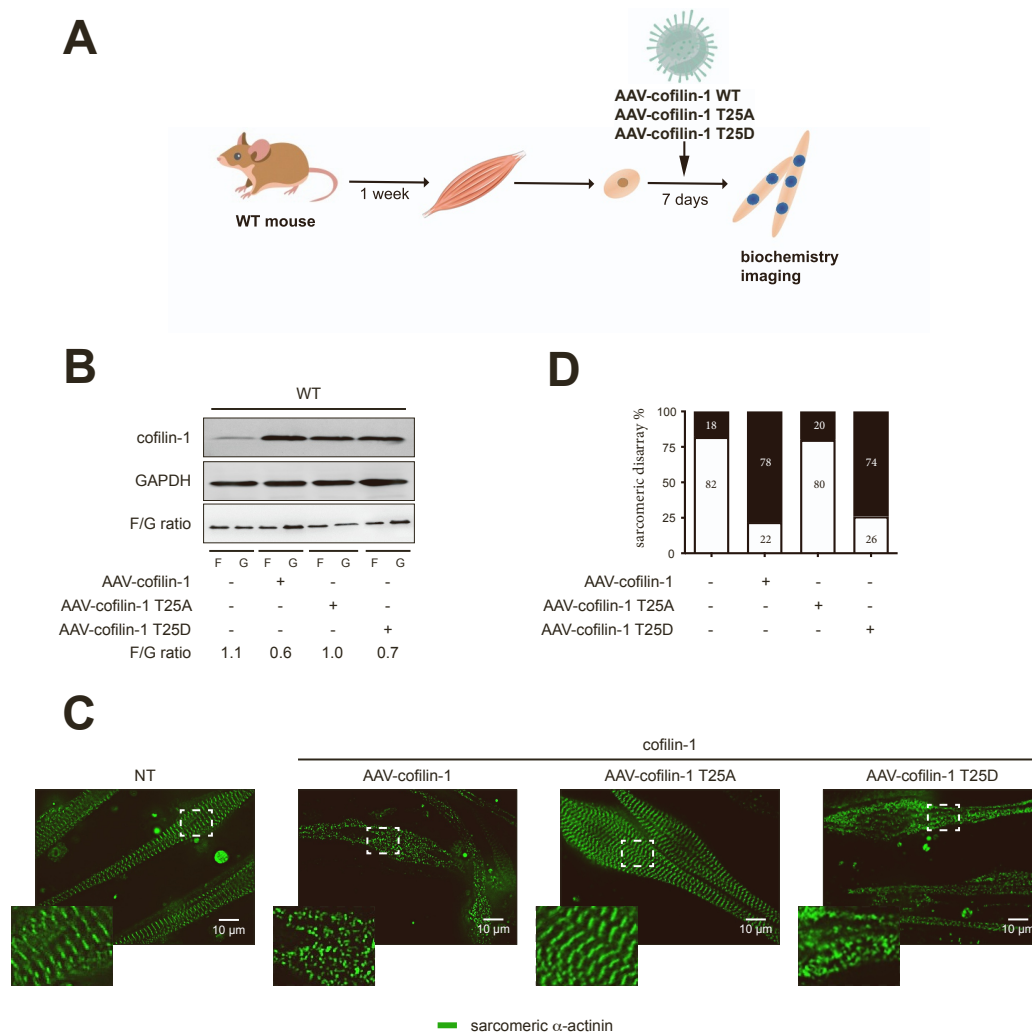 A
AAV-cofilin-1 WT
AAV-cofilin-1 T25A
AAV-cofilin-1 T25D
WT mouse
1 week
7 days
biochemistry
imaging
B
WT
cofilin-1
GAPDH
F/G ratio
F G F G F G F G
AAV-cofilin-1 - + - -
AAV-cofilin-1 T25A - - + -
AAV-cofilin-1 T25D - - - +
F/G ratio 1.1 0.6 1.0 0.7
D
sarcomeric disarray %
100
75
50
25
0
18 78 20 74
82 22 80 26
AAV-cofilin-1 - + - -
AAV-cofilin-1 T25A - - + -
AAV-cofilin-1 T25D - - - +
C
cofilin-1
NT AAV-cofilin-1 AAV-cofilin-1 T25A AAV-cofilin-1 T25D
10 µm 10 µm 10 µm 10 µm
sarcomeric α-actinin